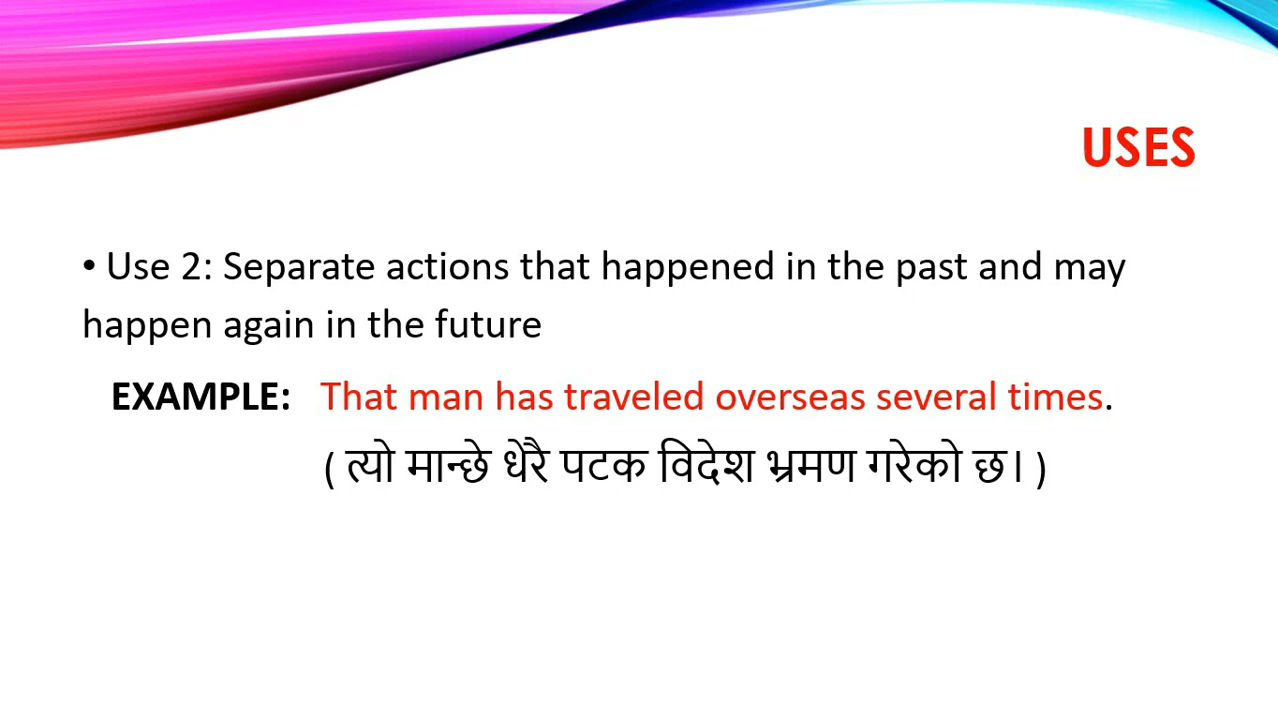 USES
• Use 2: Separate actions that happened in the past and may
happen again in the future
EXAMPLE: That man has traveled overseas several times.
( त्यो मान्छे धेरै पटक विदेश भ्रमण गरेको छ। )